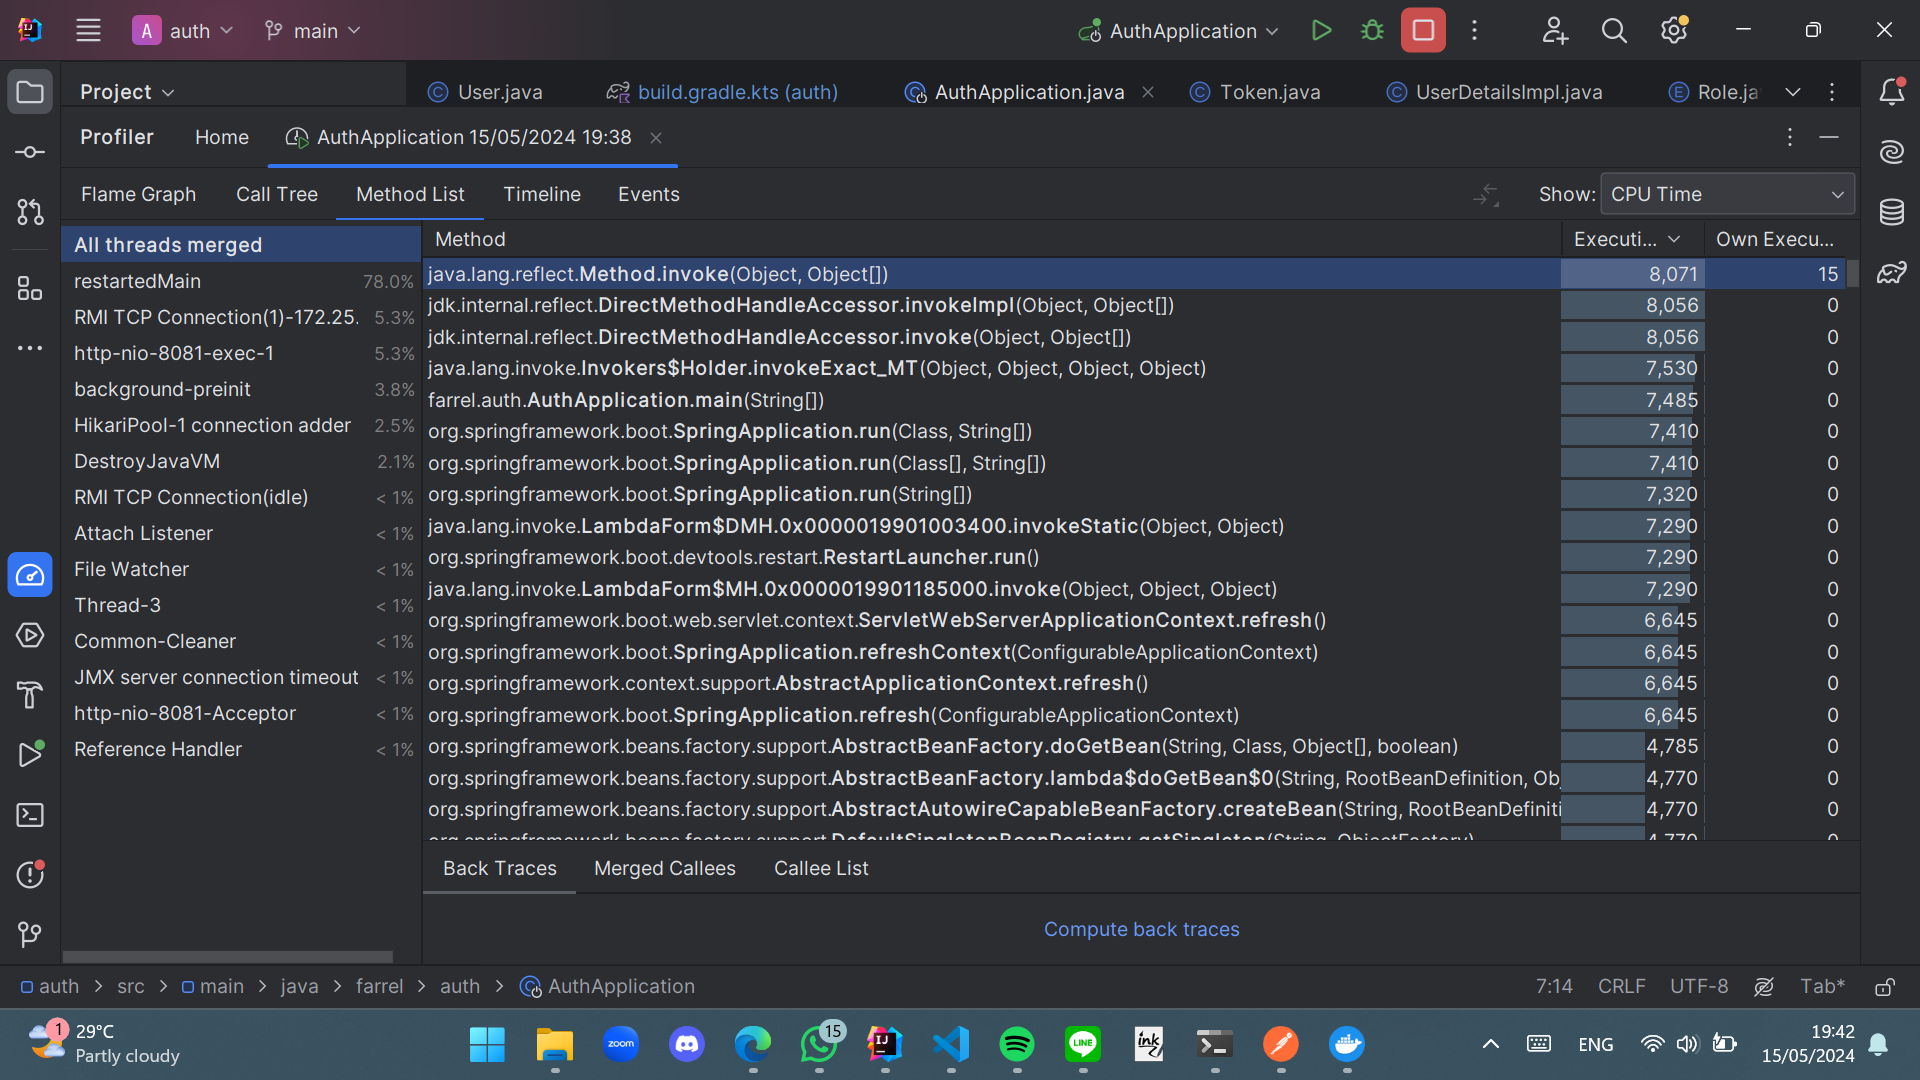 A auth main AuthApplication
Project User.java build.gradle.kts (auth) AuthApplication.java Token.java UserDetailsImpl.java Role.ja
Profiler Home AuthApplication 15/05/2024 19:38
Flame Graph Call Tree Method List Timeline Events Show: CPU Time
All threads merged
restartedMain 78.0%
RMI TCP Connection(1)-172.25. 5.3%
http-nio-8081-exec-1 5.3%
background-preinit 3.8%
HikariPool-1 connection adder 2.5%
DestroyJavaVM 2.1%
RMI TCP Connection(idle) < 1%
Attach Listener < 1%
File Watcher < 1%
Thread-3 < 1%
Common-Cleaner < 1%
JMX server connection timeout < 1%
http-nio-8081-Acceptor < 1%
Reference Handler < 1%
Method Executi... Own Execu...
java.lang.reflect.Method.invoke(Object, Object[]) 8,071 15
jdk.internal.reflect.DirectMethodHandleAccessor.invokeImpl(Object, Object[]) 8,056 0
jdk.internal.reflect.DirectMethodHandleAccessor.invoke(Object, Object[]) 8,056 0
java.lang.invoke.Invokers$Holder.invokeExact_MT(Object, Object, Object, Object) 7,530 0
farrel.auth.AuthApplication.main(String[]) 7,485 0
org.springframework.boot.SpringApplication.run(Class, String[]) 7,410 0
org.springframework.boot.SpringApplication.run(Class[], String[]) 7,410 0
org.springframework.boot.SpringApplication.run(String[]) 7,320 0
java.lang.invoke.LambdaForm$DMH.0x0000019901003400.invokeStatic(Object, Object) 7,290 0
org.springframework.boot.devtools.restart.RestartLauncher.run() 7,290 0
java.lang.invoke.LambdaForm$MH.0x0000019901185000.invoke(Object, Object, Object) 7,290 0
org.springframework.boot.web.servlet.context.ServletWebServerApplicationContext.refresh() 6,645 0
org.springframework.boot.SpringApplication.refreshContext(ConfigurableApplicationContext) 6,645 0
org.springframework.context.support.AbstractApplicationContext.refresh() 6,645 0
org.springframework.boot.SpringApplication.refresh(ConfigurableApplicationContext) 6,645 0
org.springframework.beans.factory.support.AbstractBeanFactory.doGetBean(String, Class, Object[], boolean) 4,785 0
org.springframework.beans.factory.support.AbstractBeanFactory.lambda$doGetBean$0(String, RootBeanDefinition, Ob 4,770 0
org.springframework.beans.factory.support.AbstractAutowireCapableBeanFactory.createBean(String, RootBeanDefiniti 4,770 0
org.springframework.beans.factory.support.DefaultSingletonBeanRegistry.getSingleton(String, ObjectFactory) 4,770 0
Back Traces Merged Callees Callee List
Compute back traces
auth > src > main > java > farrel > auth > AuthApplication 7:14 CRLF UTF-8 Tab*
1 29°C
Partly cloudy
zoom 15 IJ LINE ink
ENG 19:42
15/05/2024